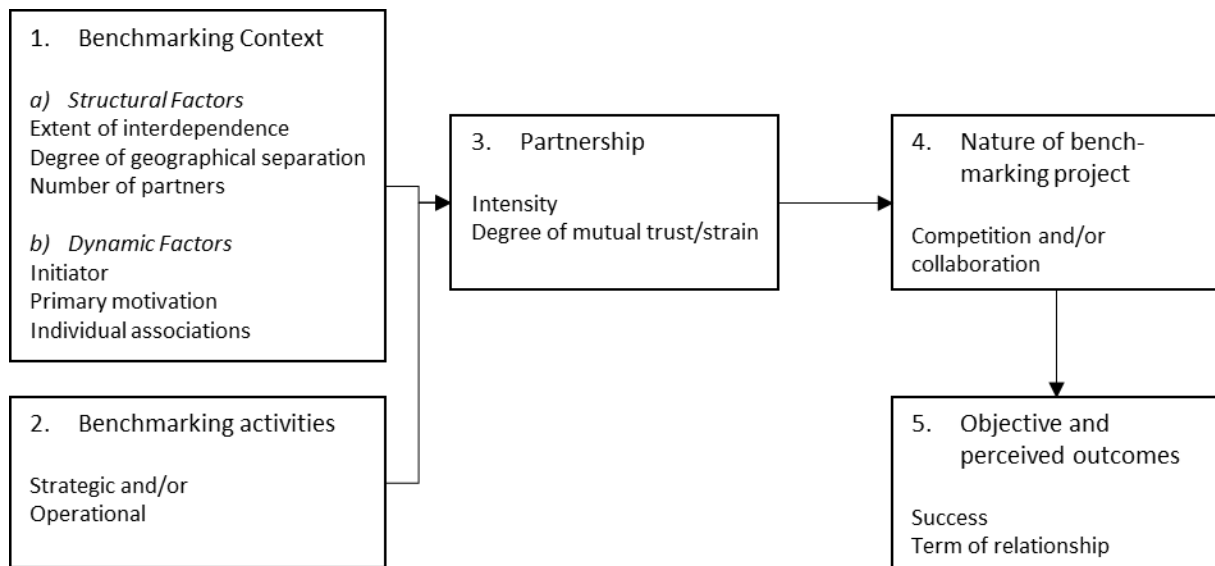 1. Benchmarking Context
a) Structural Factors
Extent of interdependence
Degree of geographical separation
Number of partners
b) Dynamic Factors
Initiator
Primary motivation
Individual associations
2. Benchmarking activities
Strategic and/or
Operational
3. Partnership
Intensity
Degree of mutual trust/strain
4. Nature of bench-
marking project
Competition and/or
collaboration
5. Objective and
perceived outcomes
Success
Term of relationship